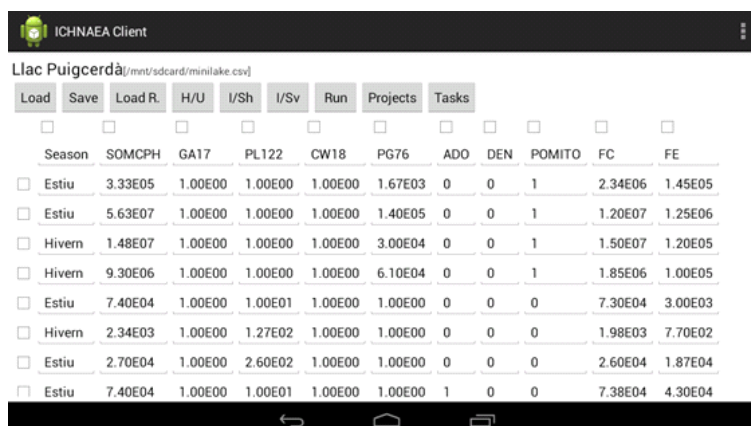 ICHNAEA Client
Llac Puigcerdà[/mnt/sdcard/minilake.csv]
Load Save Load R. H/U I/Sh I/Sv Run Projects Tasks
Season SOMCPH GA17 PL122 CW18 PG76 ADO DEN POMITO FC FE
Estiu 3.33E05 1.00E00 1.00E00 1.00E00 1.67E03 0 0 1 2.34E06 1.45E05
Estiu 5.63E07 1.00E00 1.00E00 1.00E00 1.40E05 0 0 1 1.20E07 1.25E06
Hivern 1.48E07 1.00E00 1.00E00 1.00E00 3.00E04 0 0 1 1.50E07 1.20E05
Hivern 9.30E06 1.00E00 1.00E00 1.00E00 6.10E04 0 0 1 1.85E06 1.00E05
Estiu 7.40E04 1.00E00 1.00E01 1.00E00 1.00E00 0 0 0 7.30E04 3.00E03
Hivern 2.34E03 1.00E00 1.27E02 1.00E00 1.00E00 0 0 0 1.98E03 7.70E02
Estiu 2.70E04 1.00E00 2.60E02 1.00E00 1.00E00 0 0 0 2.60E04 1.87E04
Estiu 7.40E04 1.00E00 1.00E01 1.00E00 1.00E00 1 0 0 7.38E04 4.30E04